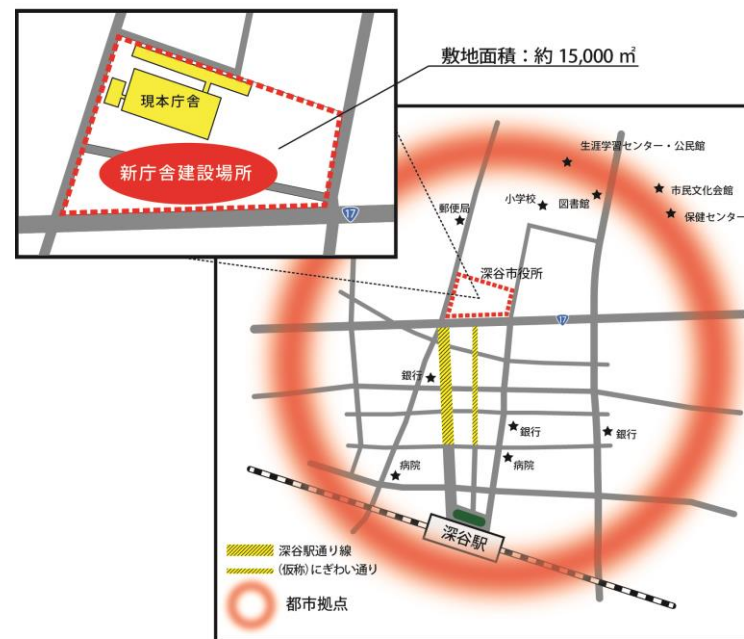 敷地面積：約 15,000 ㎡
現本庁舎
新庁舎建設場所
17
生涯学習センター・公民館
市民文化会館
小学校
図書館
郵便局
保健センター
深谷市役所
17
銀行
銀行
銀行
病院
病院
深谷駅
深谷駅通り線
(仮称)にぎわい通り
都市拠点